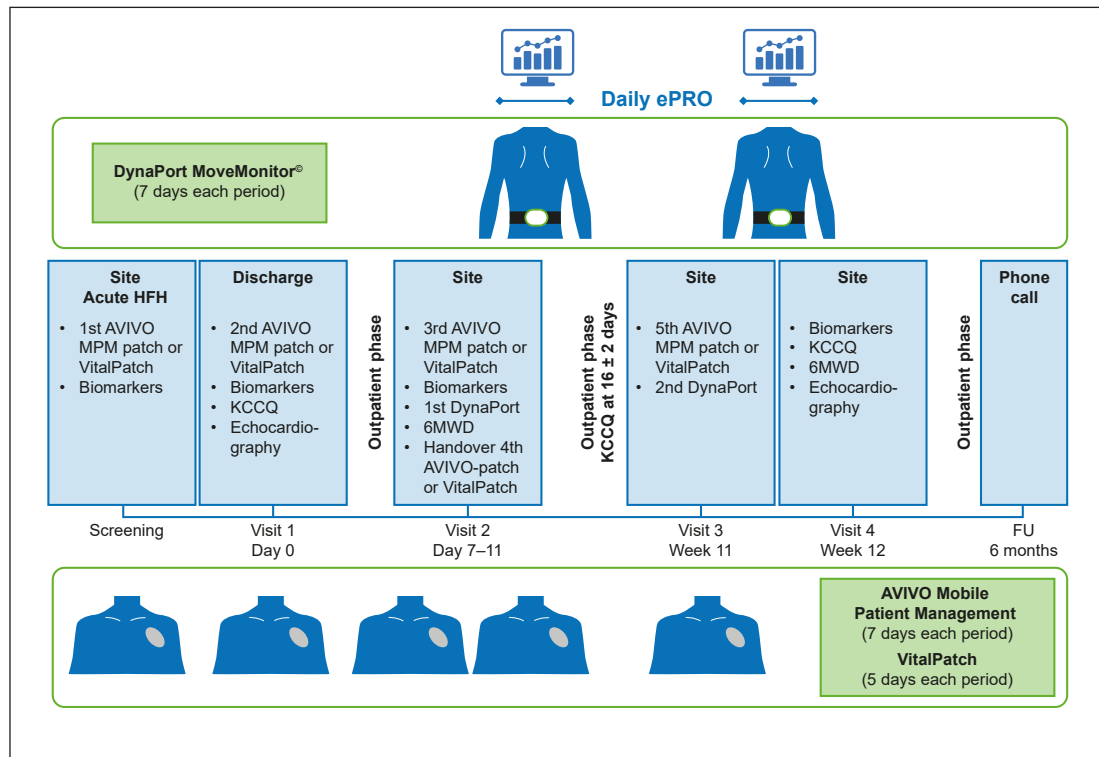 Daily ePRO
DynaPort MoveMonitor©
(7 days each period)
Site
Acute HFH
• 1st AVIVO
MPM patch or
VitalPatch
• Biomarkers
Discharge
• 2nd AVIVO
MPM patch or
VitalPatch
• Biomarkers
• KCCQ
• Echocardio-
graphy
Outpatient phase
Site
• 3rd AVIVO
MPM patch or
VitalPatch
• Biomarkers
• 1st DynaPort
• 6MWD
• Handover 4th
AVIVO-patch
or VitalPatch
Outpatient phase
KCCQ at 16 ± 2 days
Site
• 5th AVIVO
MPM patch or
VitalPatch
• 2nd DynaPort
Site
• Biomarkers
• KCCQ
• 6MWD
• Echocardio-
graphy
Outpatient phase
Phone
call
Screening
Visit 1
Day 0
Visit 2
Day 7–11
Visit 3
Week 11
Visit 4
Week 12
FU
6 months
AVIVO Mobile
Patient Management
(7 days each period)
VitalPatch
(5 days each period)